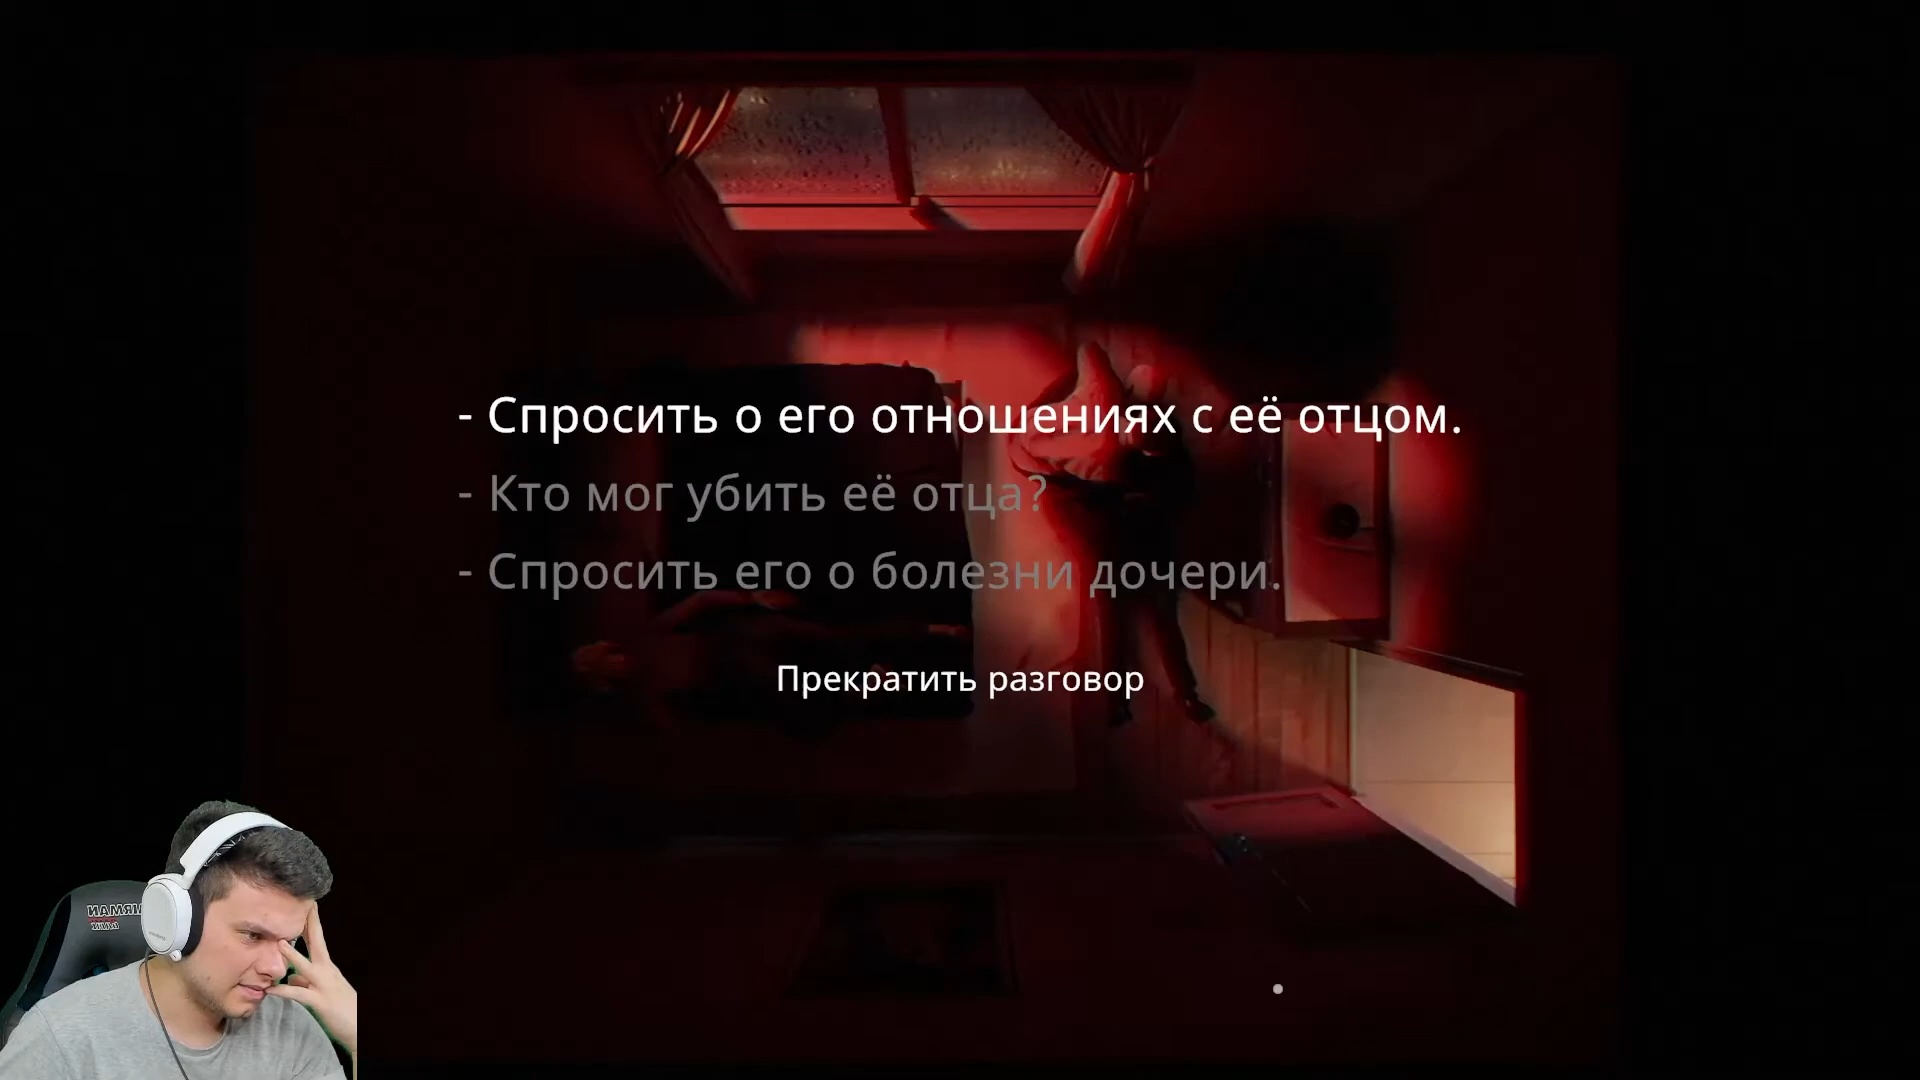 - Спросить о его отношениях с её отцом.
- Кто мог убить её отца?
- Спросить его о болезни дочери.
Прекратить разговор